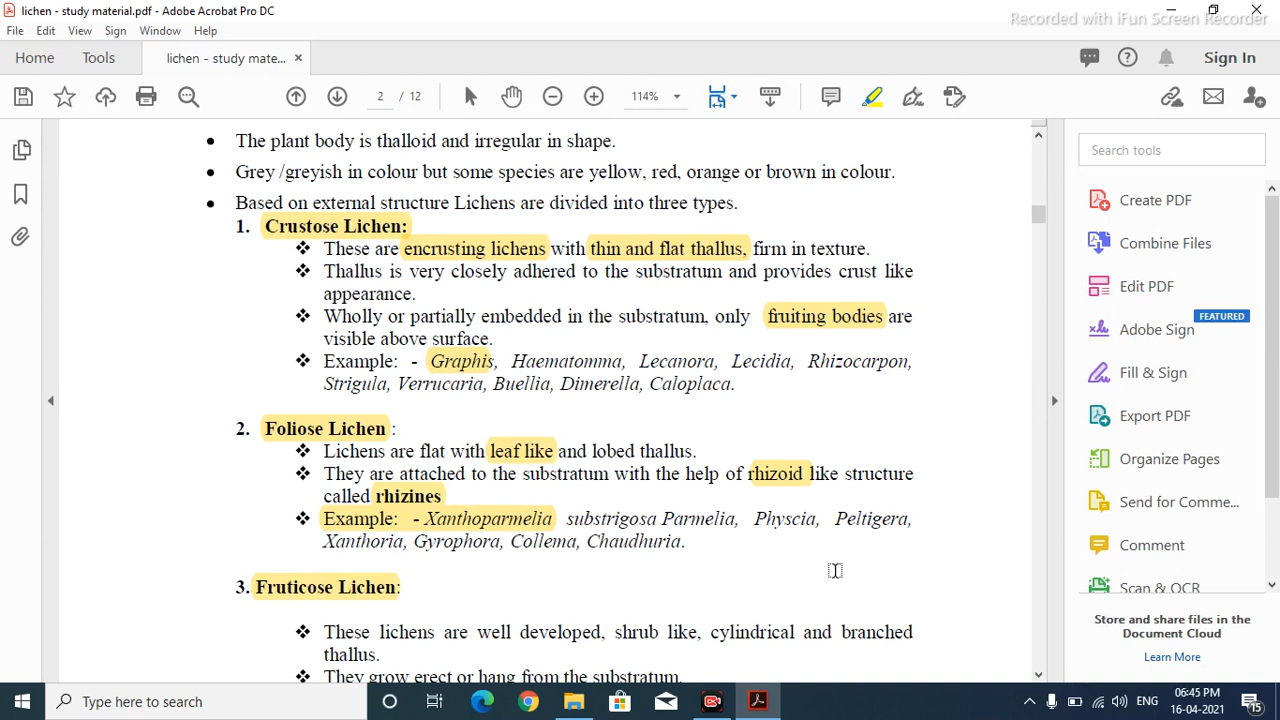 lichen - study material.pdf - Adobe Acrobat Pro DC
Recorded with iFun Screen Recorder
File Edit View Sign Window Help
Home Tools lichen - study mate... × Sign In
2 / 12 114%
• The plant body is thalloid and irregular in shape.
• Grey /greyish in colour but some species are yellow, red, orange or brown in colour.
• Based on external structure Lichens are divided into three types.
1. Crustose Lichen:
❖ These are encrusting lichens with thin and flat thallus, firm in texture.
❖ Thallus is very closely adhered to the substratum and provides crust like
appearance.
❖ Wholly or partially embedded in the substratum, only fruiting bodies are
visible above surface.
❖ Example: - Graphis, Haematomma, Lecanora, Lecidia, Rhizocarpon,
Strigula, Verrucaria, Buellia, Dimerella, Caloplaca.
2. Foliose Lichen :
❖ Lichens are flat with leaf like and lobed thallus.
❖ They are attached to the substratum with the help of rhizoid like structure
called rhizines
❖ Example: - Xanthoparmelia substrigosa Parmelia, Physcia, Peltigera,
Xanthoria, Gyrophora, Collema, Chaudhuria.
3. Fruticose Lichen:
❖ These lichens are well developed, shrub like, cylindrical and branched
thallus.
❖ They grow erect or hang from the substratum.
Search tools
Create PDF
Combine Files
Edit PDF
FEATURED
Adobe Sign
Fill & Sign
Export PDF
Organize Pages
Send for Comme...
Comment
Scan & OCR
Store and share files in the
Document Cloud
Learn More
Type here to search
ENG
06:45 PM
16-04-2021
15